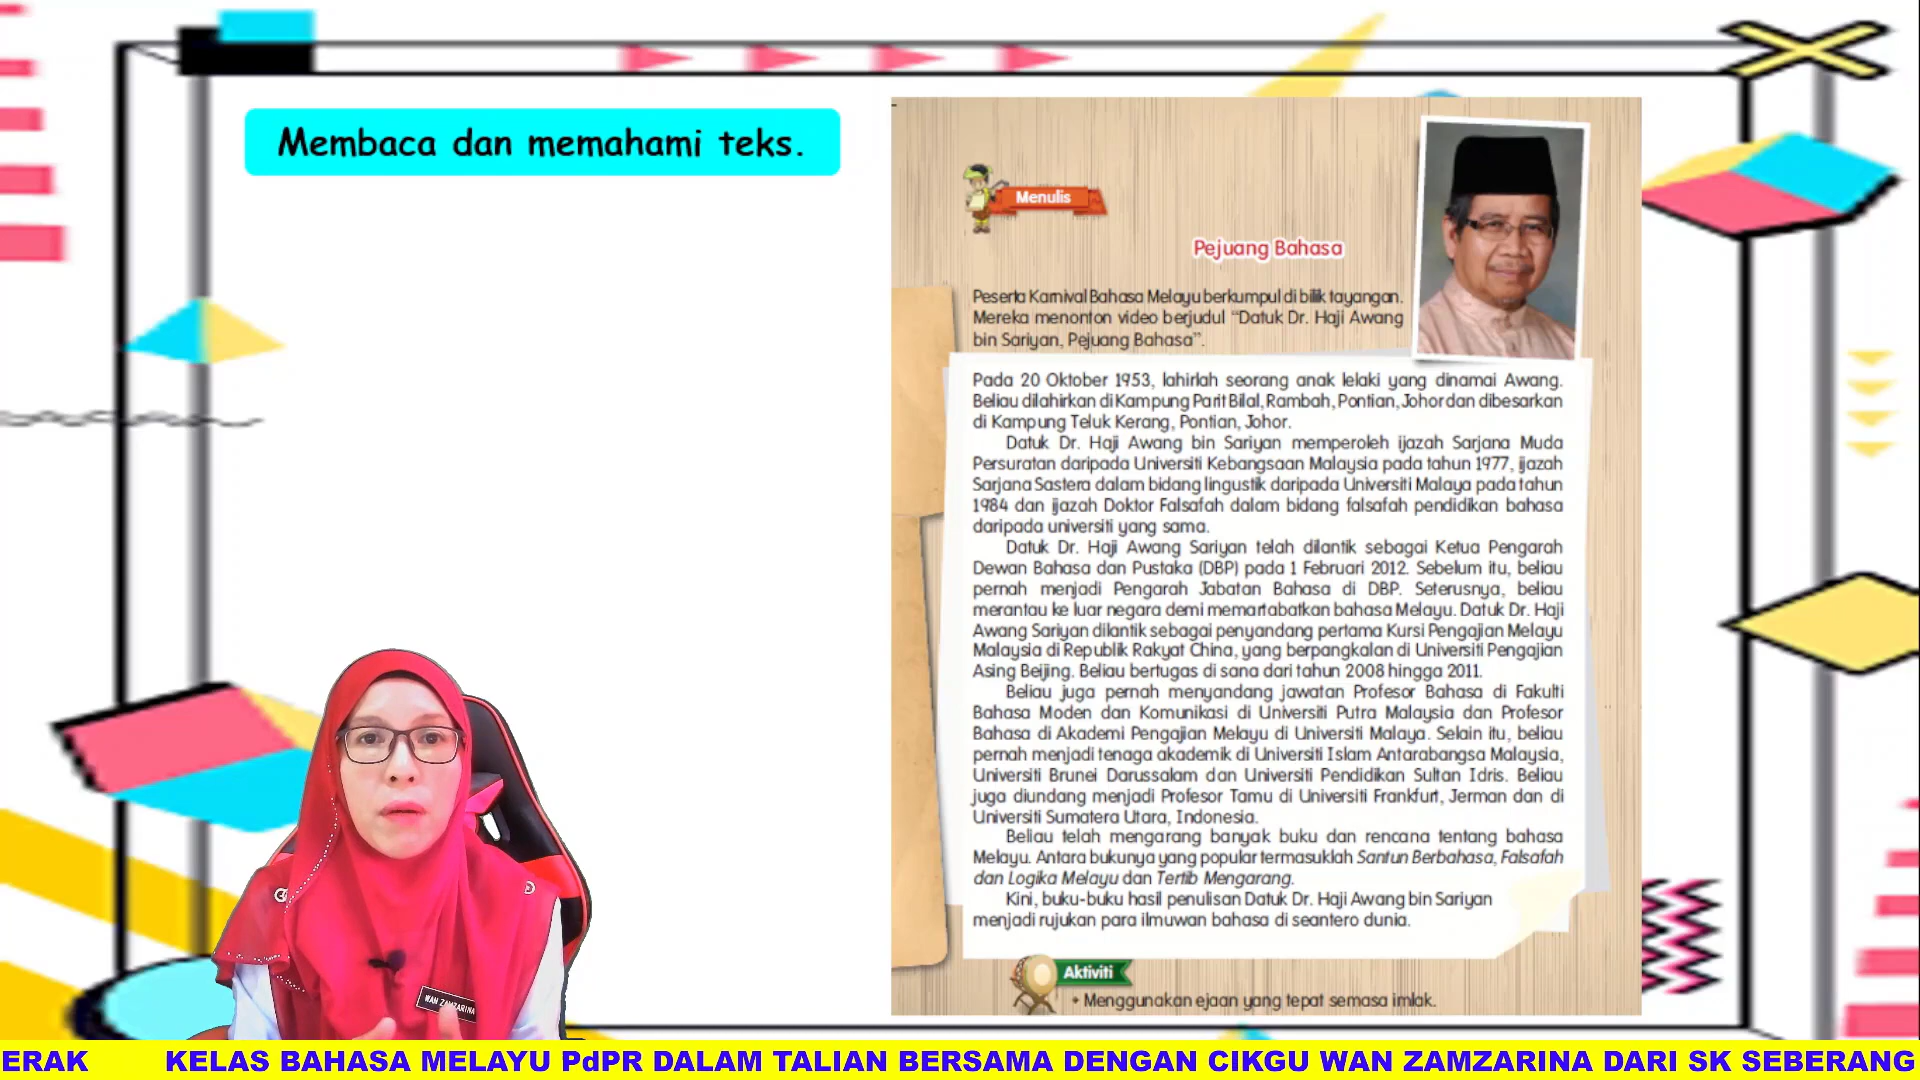 Membaca dan memahami teks.
Menulis
Pejuang Bahasa
Peserta Karnival Bahasa Melayu berkumpul di bilik tayangan.
Mereka menonton video berjudul “Datuk Dr. Haji Awang
bin Sariyan, Pejuang Bahasa”.
Pada 20 Oktober 1953, lahirlah seorang anak lelaki yang dinamai Awang.
Beliau dilahirkan di Kampung Parit Bilal, Rambah, Pontian, Johor dan dibesarkan
di Kampung Teluk Kerang, Pontian, Johor.
Datuk Dr. Haji Awang bin Sariyan memperoleh ijazah Sarjana Muda
Persuratan daripada Universiti Kebangsaan Malaysia pada tahun 1977, ijazah
Sarjana Sastera dalam bidang lingustik daripada Universiti Malaya pada tahun
1984 dan ijazah Doktor Falsafah dalam bidang falsafah pendidikan bahasa
daripada universiti yang sama.
Datuk Dr. Haji Awang Sariyan telah dilantik sebagai Ketua Pengarah
Dewan Bahasa dan Pustaka (DBP) pada 1 Februari 2012. Sebelum itu, beliau
pernah menjadi Pengarah Jabatan Bahasa di DBP. Seterusnya, beliau
merantau ke luar negara demi memartabatkan bahasa Melayu. Datuk Dr. Haji
Awang Sariyan dilantik sebagai penyandang pertama Kursi Pengajian Melayu
Malaysia di Republik Rakyat China, yang berpangkalan di Universiti Pengajian
Asing Beijing. Beliau bertugas di sana dari tahun 2008 hingga 2011.
Beliau juga pernah menyandang jawatan Profesor Bahasa di Fakulti
Bahasa Moden dan Komunikasi di Universiti Putra Malaysia dan Profesor
Bahasa di Akademi Pengajian Melayu di Universiti Malaya. Selain itu, beliau
pernah menjadi tenaga akademik di Universiti Islam Antarabangsa Malaysia,
Universiti Brunei Darussalam dan Universiti Pendidikan Sultan Idris. Beliau
juga diundang menjadi Profesor Tamu di Universiti Frankfurt, Jerman dan di
Universiti Sumatera Utara, Indonesia.
Beliau telah mengarang banyak buku dan rencana tentang bahasa
Melayu. Antara bukunya yang popular termasuklah Santun Berbahasa, Falsafah
dan Logika Melayu dan Tertib Mengarang.
Kini, buku-buku hasil penulisan Datuk Dr. Haji Awang bin Sariyan
menjadi rujukan para ilmuwan bahasa di seantero dunia.
Aktiviti
• Menggunakan ejaan yang tepat semasa imlak.
WAN ZAMZARINA
ERAK KELAS BAHASA MELAYU PdPR DALAM TALIAN BERSAMA DENGAN CIKGU WAN ZAMZARINA DARI SK SEBERANG